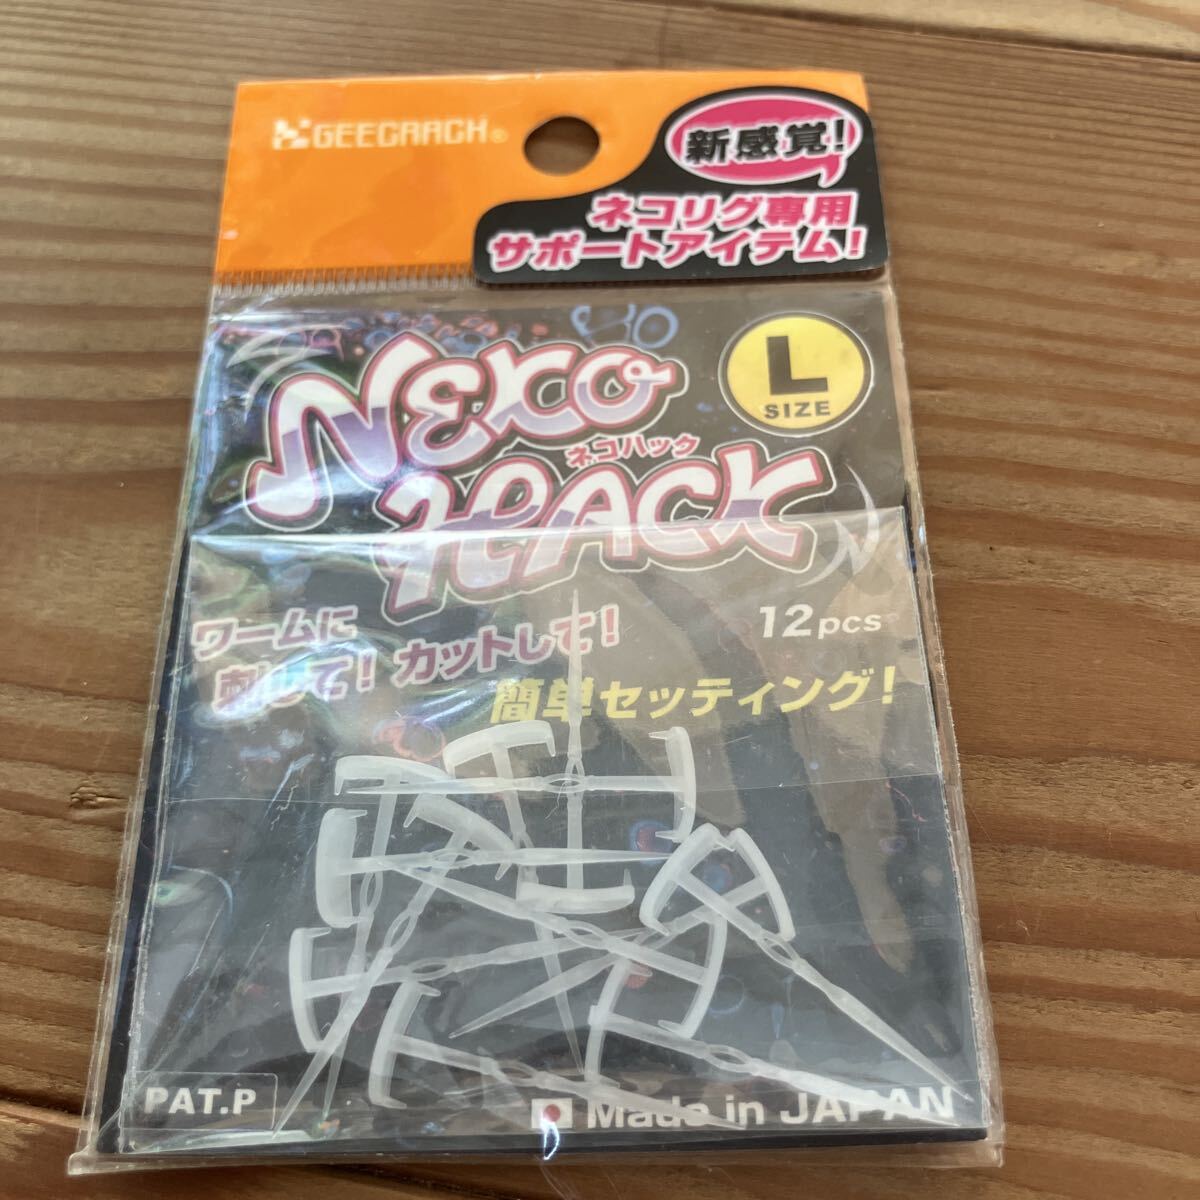 GEECRACK®
新感覚!
ネコリグ専用
サポートアイテム!
NEKO
ネコハック
HACK
L
SIZE
12pcs
ワームに
刺して! カットして!
簡単セッティング!
PAT.P
Made in JAPAN